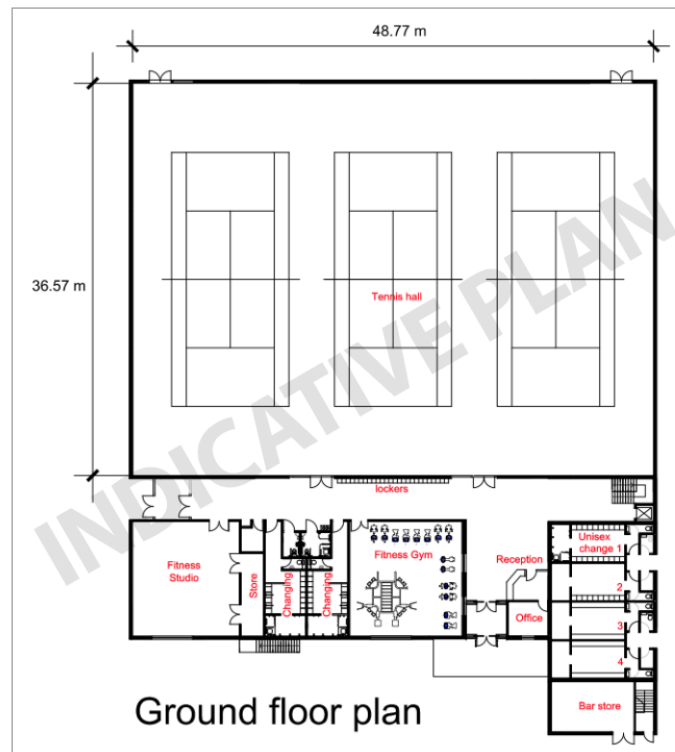 48.77 m
36.57 m
INDICATIVE PLAN
Tennis hall
lockers
Fitness
Studio
Store
Changing
Changing
Fitness Gym
Reception
Office
Unisex
change 1
2
3
4
Bar store
Ground floor plan